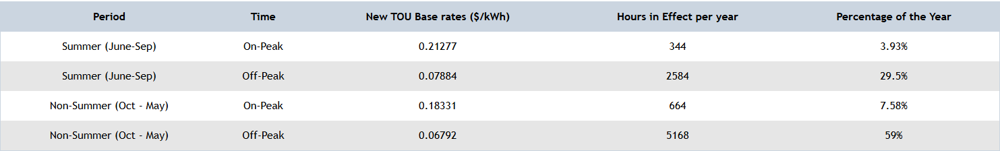 Period Time New TOU Base rates ($/kWh) Hours in Effect per year Percentage of the Year
Summer (June-Sep) On-Peak 0.21277 344 3.93%
Summer (June-Sep) Off-Peak 0.07884 2584 29.5%
Non-Summer (Oct - May) On-Peak 0.18331 664 7.58%
Non-Summer (Oct - May) Off-Peak 0.06792 5168 59%